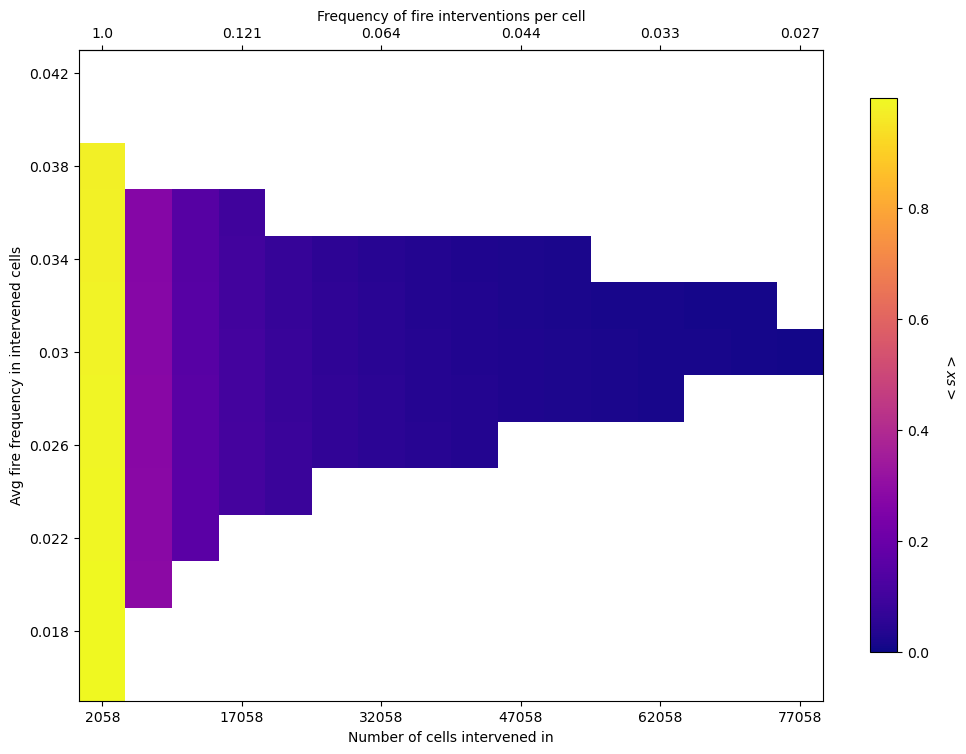 Frequency of fire interventions per cell
1.0 0.121 0.064 0.044 0.033 0.027
0.042
0.038
0.034
0.03
0.026
0.022
0.018
Avg fire frequency in intervened cells
2058 17058 32058 47058 62058 77058
Number of cells intervened in
0.8
0.6
0.4
0.2
0.0
< sx >